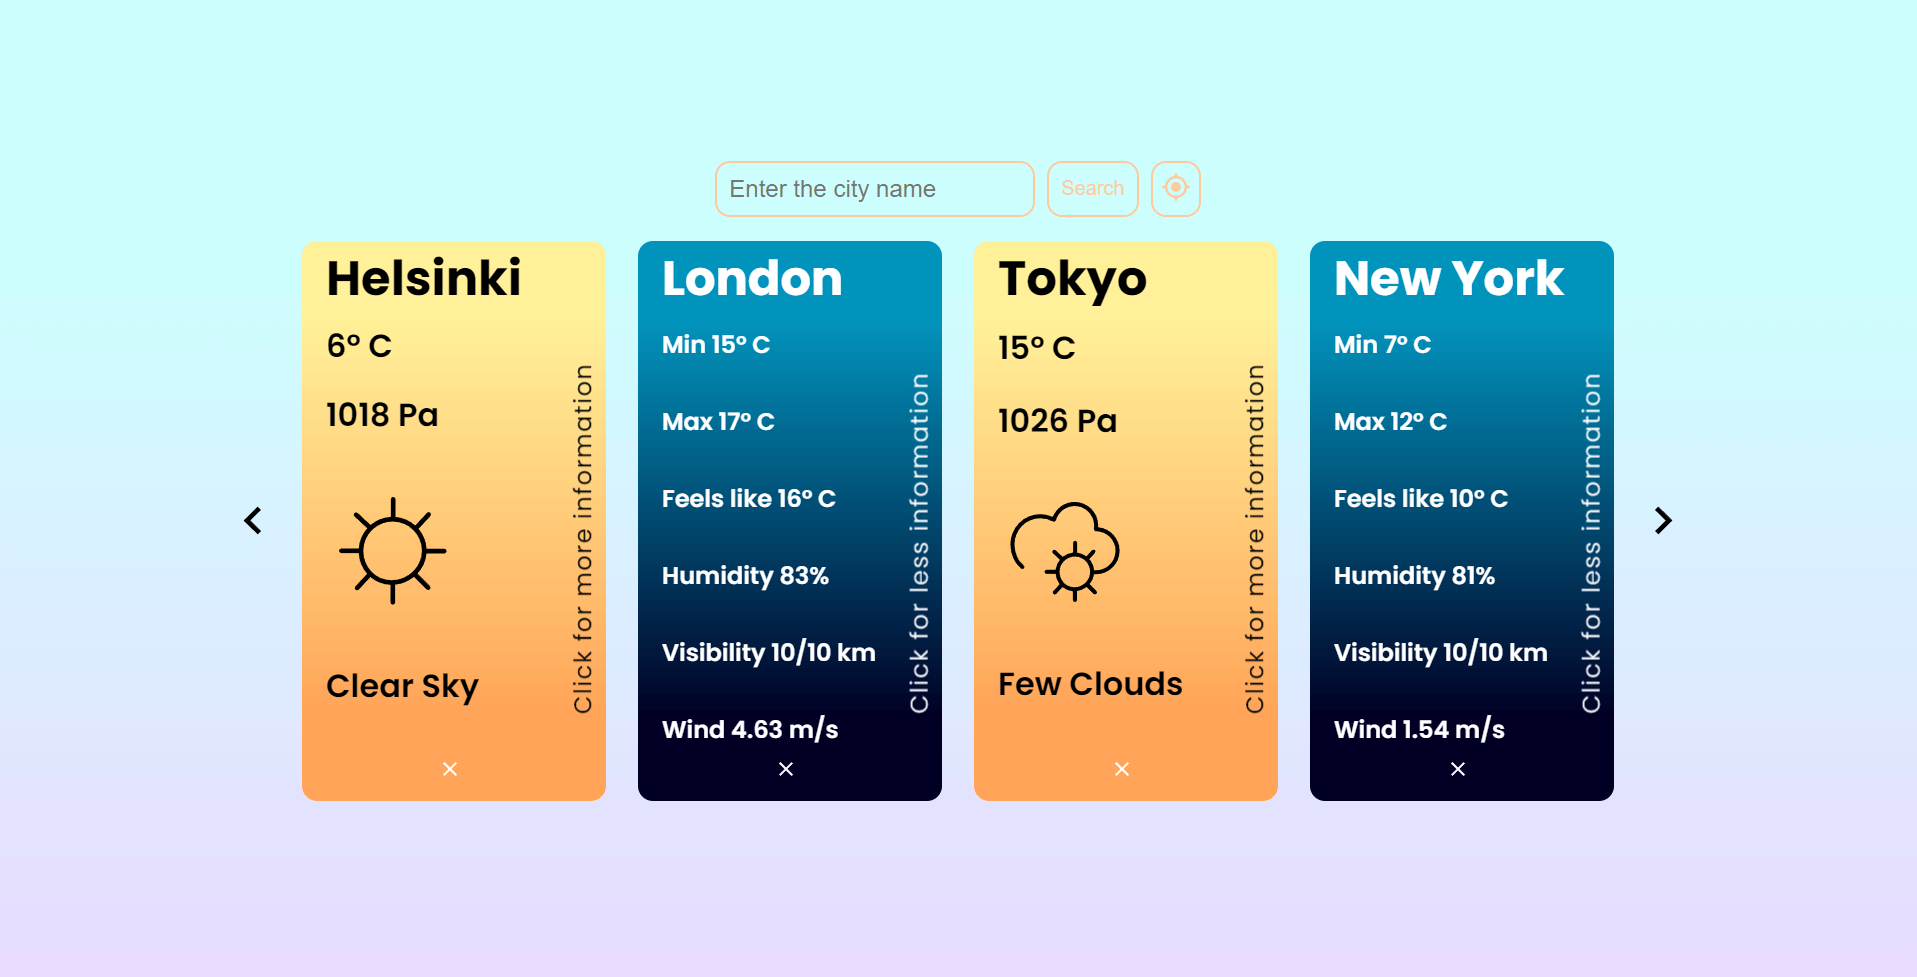 Enter the city name
Search
Helsinki
6° C
1018 Pa
Clear Sky
Click for more information
London
Min 15° C
Max 17° C
Feels like 16° C
Humidity 83%
Visibility 10/10 km
Wind 4.63 m/s
Click for less information
Tokyo
15° C
1026 Pa
Few Clouds
Click for more information
New York
Min 7° C
Max 12° C
Feels like 10° C
Humidity 81%
Visibility 10/10 km
Wind 1.54 m/s
Click for less information